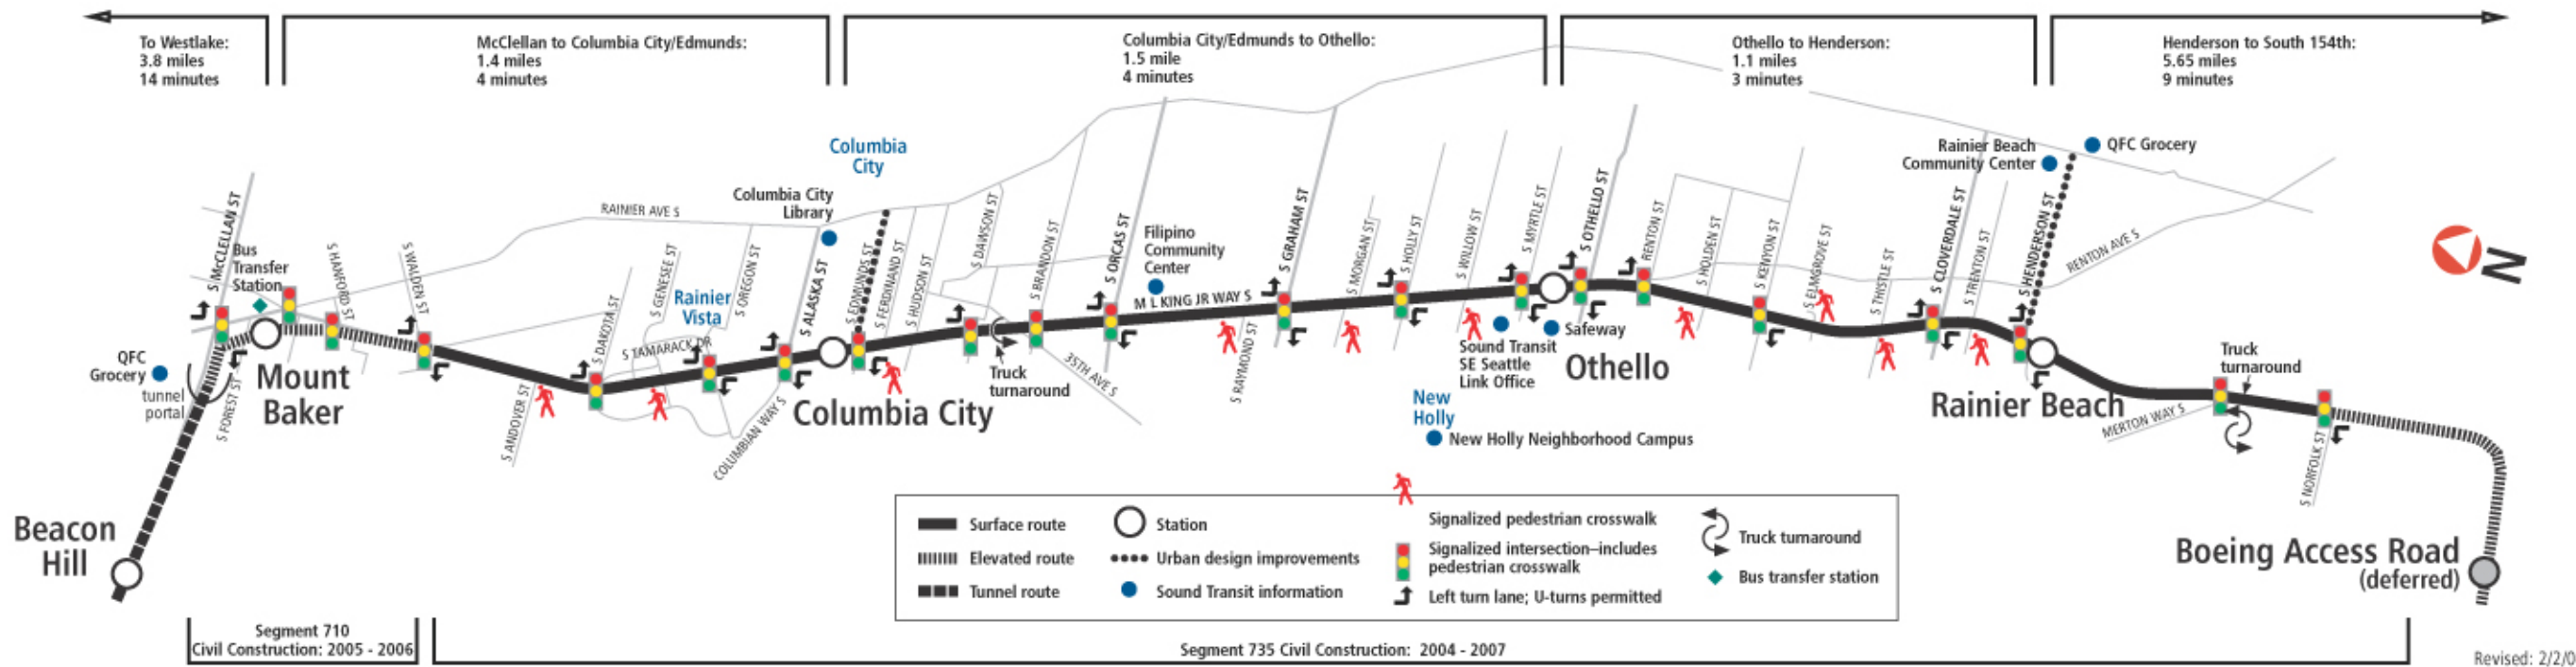 To Westlake:
3.8 miles
14 minutes
McClellan to Columbia City/Edmunds:
1.4 miles
4 minutes
Columbia City/Edmunds to Othello:
1.5 mile
4 minutes
Othello to Henderson:
1.1 miles
3 minutes
Henderson to South 154th:
5.65 miles
9 minutes
S McCLELLAN ST
Bus
Transfer
Station
S HANFORD ST
S WALDEN ST
RAINIER AVE S
QFC
Grocery
tunnel
portal
S FOREST ST
Mount
Baker
S ANDOVER ST
S DAKOTA ST
S GENESEE ST
S TAMARACK DR
Rainier
Vista
S OREGON ST
COLUMBIAN WAY S
S ALASKA ST
Columbia City
Library
Columbia
City
S EDMUNDS ST
S FERDINAND ST
S HUDSON ST
Columbia City
S DAWSON ST
Truck
turnaround
S BRANDON ST
35TH AVE S
S ORCAS ST
Filipino
Community
Center
M L KING JR WAY S
S RAYMOND ST
S GRAHAM ST
S MORGAN ST
S HOLLY ST
S WILLOW ST
S MYRTLE ST
S OTHELLO ST
Sound Transit
SE Seattle
Link Office
Safeway
Othello
New
Holly
New Holly Neighborhood Campus
RENTON ST
S HOLDEN ST
S KENYON ST
S ELMGROVE ST
S THISTLE ST
S CLOVERDALE ST
S TRENTON ST
S HENDERSON ST
Rainier Beach
Community Center
QFC Grocery
RENTON AVE S
N
Rainier Beach
MERTON WAY S
Truck
turnaround
S NORFOLK ST
Beacon
Hill
Boeing Access Road
(deferred)
Surface route
Elevated route
Tunnel route
Station
Urban design improvements
Sound Transit information
Signalized pedestrian crosswalk
Signalized intersection–includes
pedestrian crosswalk
Left turn lane; U-turns permitted
Truck turnaround
Bus transfer station
Segment 710
Civil Construction: 2005 - 2006
Segment 735 Civil Construction: 2004 - 2007
Revised: 2/2/0